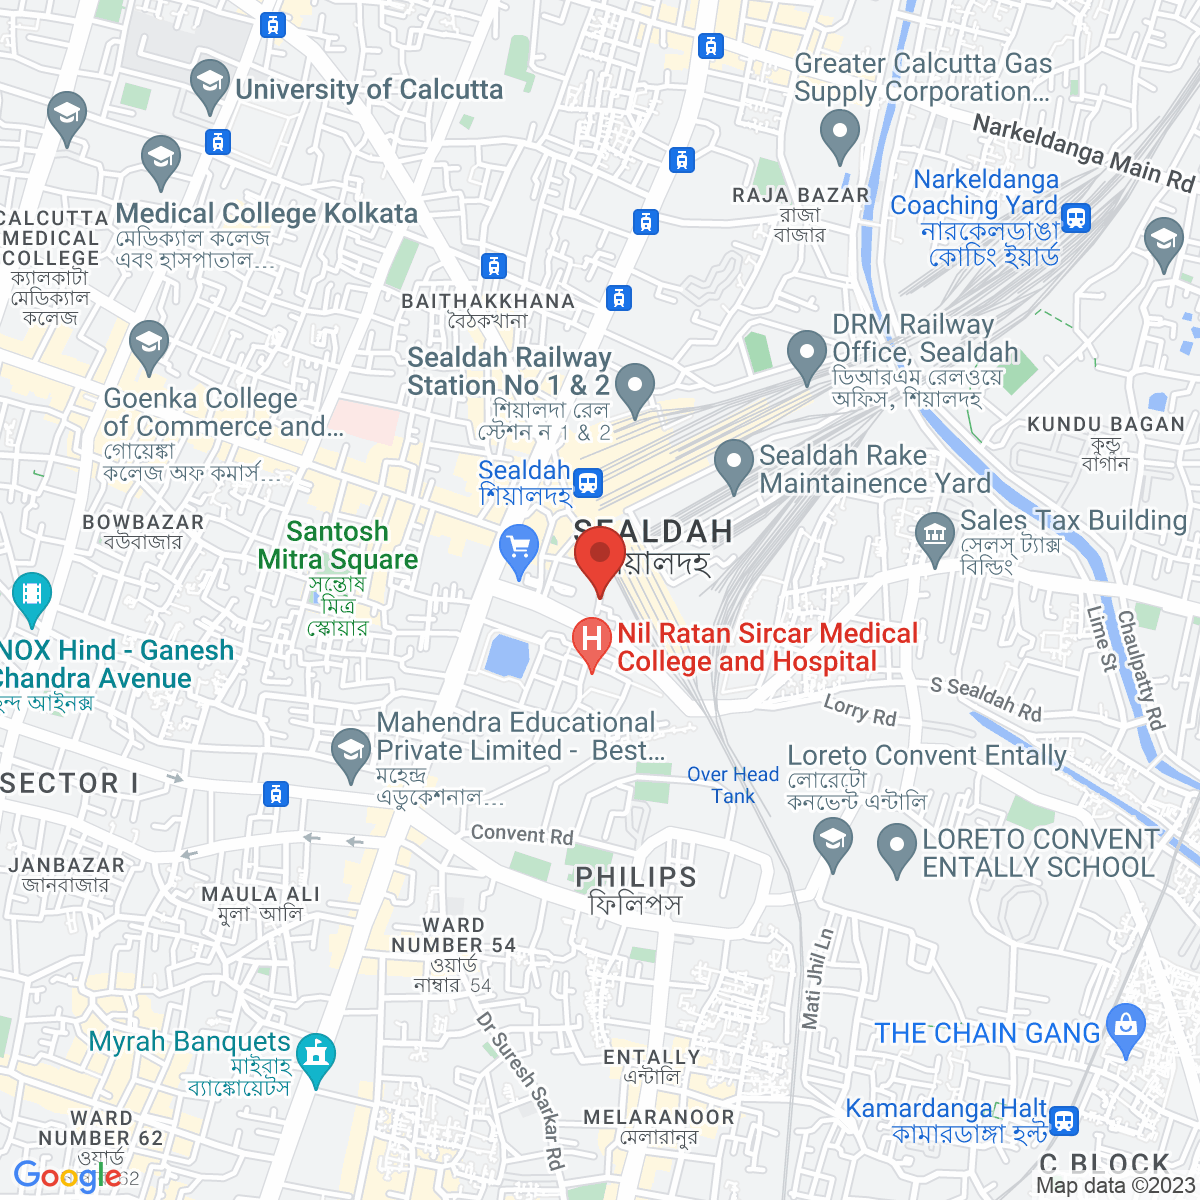 University of Calcutta
Greater Calcutta Gas
Supply Corporation...
Narkeldanga Main Rd
Narkeldanga
Coaching Yard
নারকেলডাঙা
কোচিং ইয়ার্ড
RAJA BAZAR
রাজা
বাজার
Medical College Kolkata
মেডিক্যাল কলেজ
এবং হাসপাতাল...
CALCUTTA
MEDICAL
COLLEGE
ক্যালকাটা
মেডিক্যাল
কলেজ
BAITHAKKHANA
বৈঠকখানা
DRM Railway
Office, Sealdah
ডিআরএম রেলওয়ে
অফিস, শিয়ালদহ
Sealdah Railway
Station No 1 & 2
শিয়ালদা রেল
স্টেশন ন 1 & 2
Goenka College
of Commerce and...
গোয়েঙ্কা
কলেজ অফ কমার্স...
KUNDU BAGAN
কুন্ডু
বাগান
Sealdah
শিয়ালদহ
Sealdah Rake
Maintainence Yard
BOWBAZAR
বউবাজার
Santosh
Mitra Square
সন্তোষ
মিত্র
স্কোয়ার
SEALDAH
Sales Tax Building
সেলস্ ট্যাক্স
বিল্ডিং
Lime St
Chaulpatty Rd
NOX Hind - Ganesh
Chandra Avenue
ইন্দ আইনক্স
Nil Ratan Sircar Medical
College and Hospital
S Sealdah Rd
Lorry Rd
Mahendra Educational
Private Limited - Best...
মহেন্দ্র
এডুকেশনাল...
Loreto Convent Entally
লোরেটো
কনভেন্ট এন্টালি
Over Head
Tank
SECTOR I
Convent Rd
LORETO CONVENT
ENTALLY SCHOOL
JANBAZAR
জানবাজার
MAULA ALI
মুলা আলি
PHILIPS
ফিলিপস
WARD
NUMBER 54
ওয়ার্ড
নাম্বার 54
Mati Jhil Ln
THE CHAIN GANG
Dr Suresh Sarkar Rd
Myrah Banquets
মাইরাহ
ব্যাঙ্কোয়েটস
ENTALLY
এন্টালি
MELARANOOR
মেলারানুর
Kamardanga Halt
কামারডাঙ্গা হল্ট
WARD
NUMBER 62
ওয়ার্ড
62
C BLOCK
Google
Map data ©2023